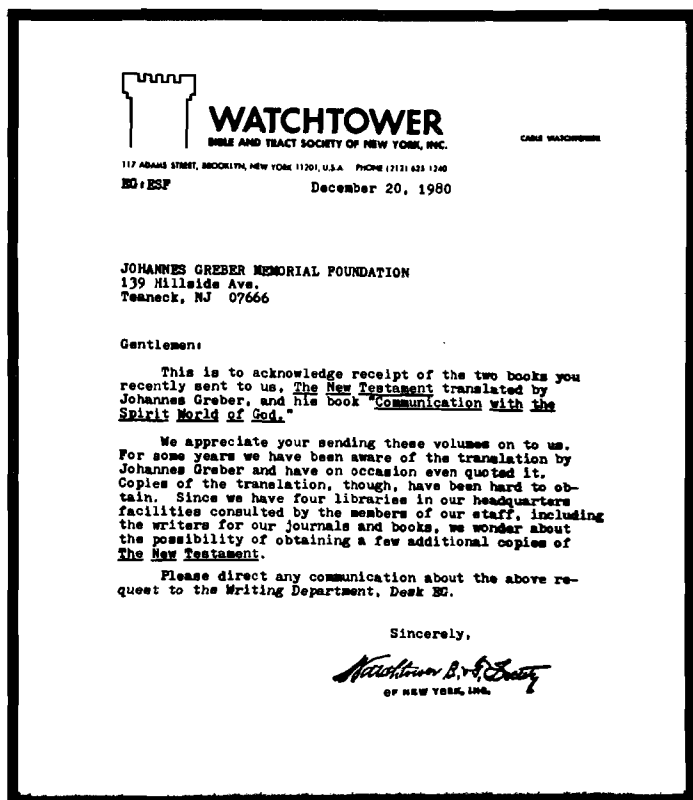 WATCHTOWER
BIBLE AND TRACT SOCIETY OF NEW YORK, INC.
CABLE WATCHTOWER
117 ADAMS STREET, BROOKLYN, NEW YORK 11201, U.S.A. PHONE (212) 625 1240
EG:ESF December 20, 1980
JOHANNES GREBER MEMORIAL FOUNDATION
139 Hillside Ave.
Teaneck, NJ 07666
Gentlemen:
This is to acknowledge receipt of the two books you
recently sent to us, The New Testament translated by
Johannes Greber, and his book "Communication with the
Spirit World of God."
We appreciate your sending these volumes on to us.
For some years we have been aware of the translation by
Johannes Greber and have on occasion even quoted it.
Copies of the translation, though, have been hard to ob-
tain. Since we have four libraries in our headquarters
facilities consulted by the members of our staff, including
the writers for our journals and books, we wonder about
the possibility of obtaining a few additional copies of
The New Testament.
Please direct any communication about the above re-
quest to the Writing Department, Desk EG.
Sincerely,
Watchtower B. & T. Society
OF NEW YORK, INC.